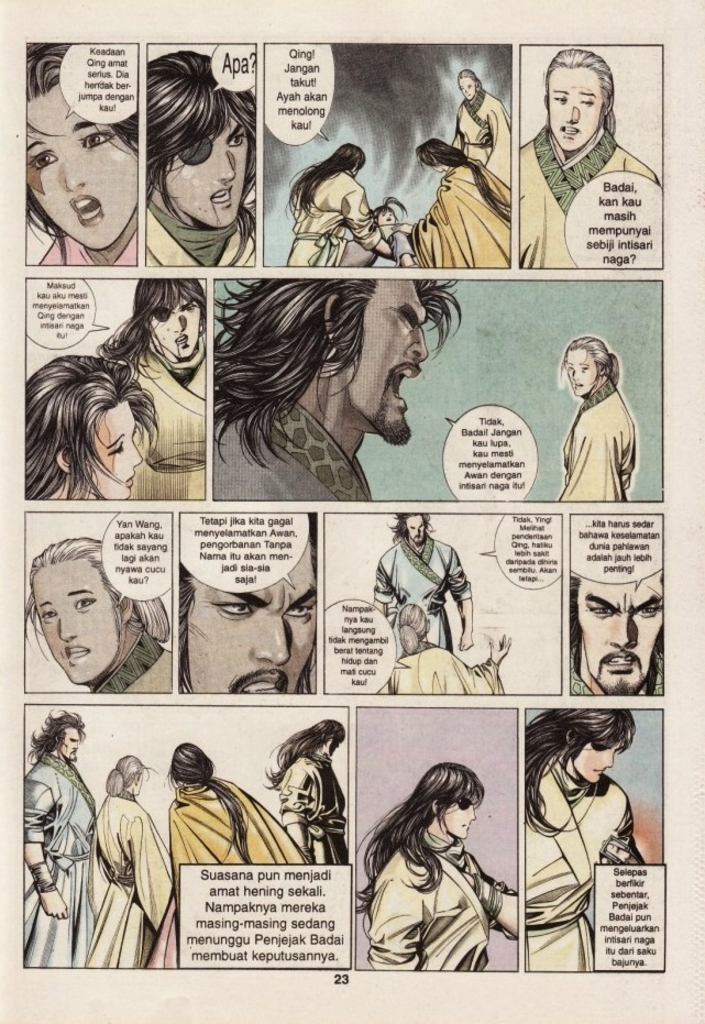 Keadaan
Qing amat
serius. Dia
hendak ber-
jumpa dengan
kau!
Apa?
Qing!
Jangan
takut!
Ayah akan
menolong
kau!
Badai,
kan kau
masih
mempunyai
sebiji intisari
naga?
Maksud
kau aku mesti
menyelamatkan
Qing dengan
intisari naga
itu!
Tidak,
Badai! Jangan
kau lupa,
kau mesti
menyelamatkan
Awan dengan
intisari naga itu!
Yan Wang,
apakah kau
tidak sayang
lagi akan
nyawa cucu
kau?
Tetapi jika kita gagal
menyelamatkan Awan,
pengorbanan Tanpa
Nama itu akan men-
jadi sia-sia
saja!
Nampak-
nya kau
langsung
tidak mengambil
berat tentang
hidup dan
mati cucu
kau!
Tidak, Ying!
Melihat
penderitaan
Qing, hatiku
lebih sakit
daripada dihiris
sembilu. Akan
tetapi...
...kita harus sedar
bahawa keselamatan
dunia pahlawan
adalah jauh lebih
penting!
Suasana pun menjadi
amat hening sekali.
Nampaknya mereka
masing-masing sedang
menunggu Penjejak Badai
membuat keputusannya.
Selepas
berfikir
sebentar,
Penjejak
Badai pun
mengeluarkan
intisari naga
itu dari saku
bajunya.
23